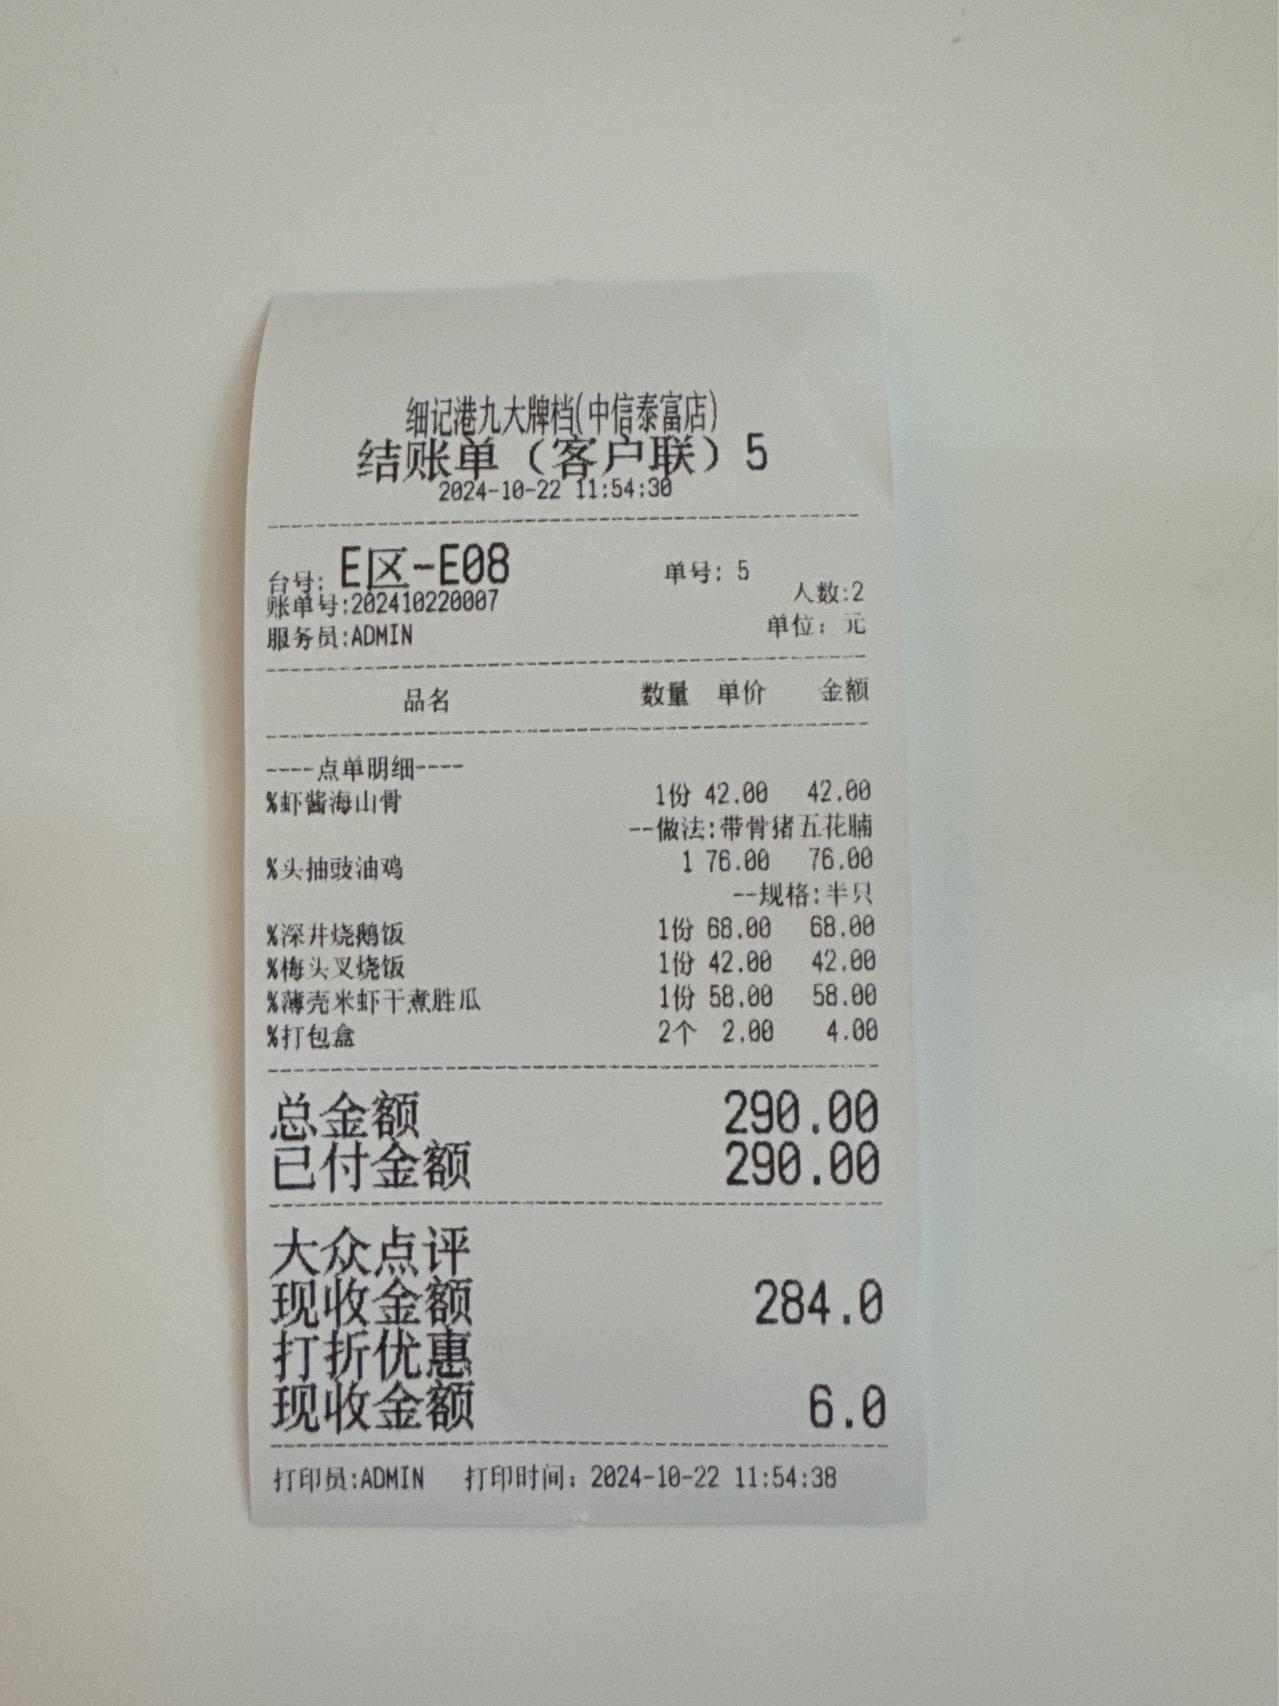 细记港九大牌档(中信泰富店)
结账单（客户联）5
2024-10-22 11:54:30
台号: E区-E08 单号: 5
账单号:202410220007 人数:2
服务员:ADMIN 单位: 元
品名 数量 单价 金额
----点单明细----
%虾酱海山骨 1份 42.00 42.00
--做法:带骨猪五花腩
%头抽豉油鸡 1 76.00 76.00
--规格:半只
%深井烧鹅饭 1份 68.00 68.00
%梅头叉烧饭 1份 42.00 42.00
%薄壳米虾干煮胜瓜 1份 58.00 58.00
%打包盒 2个 2.00 4.00
总金额 290.00
已付金额 290.00
大众点评
现收金额 284.0
打折优惠
现收金额 6.0
打印员:ADMIN 打印时间: 2024-10-22 11:54:38